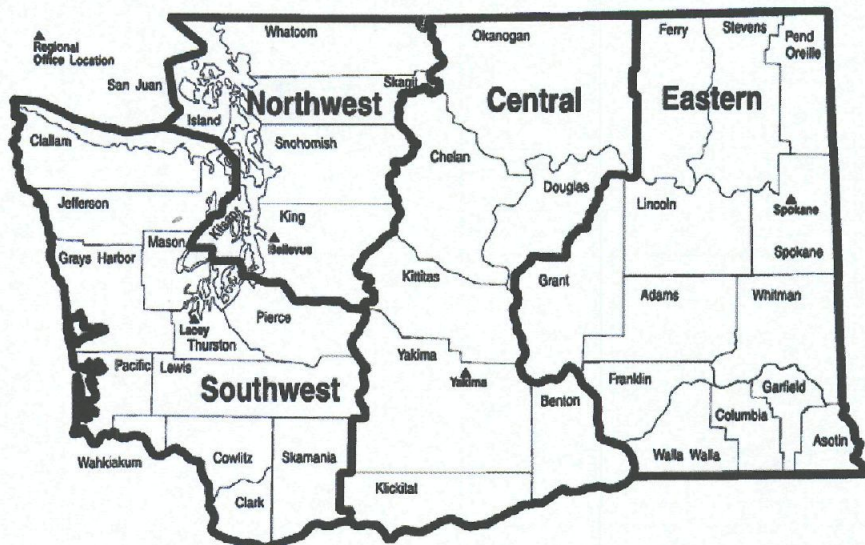 Regional
Office Location
San Juan
Whatcom
Skagit
Northwest
Island
Snohomish
King
Kitsap
Bellevue
Okanogan
Central
Chelan
Douglas
Kittitas
Yakima
Yakima
Benton
Klickitat
Ferry
Stevens
Pend
Oreille
Eastern
Lincoln
Spokane
Spokane
Grant
Adams
Whitman
Franklin
Garfield
Columbia
Walla Walla
Asotin
Clallam
Jefferson
Mason
Grays Harbor
Lacey
Thurston
Pierce
Pacific
Lewis
Southwest
Wahkiakum
Cowlitz
Skamania
Clark